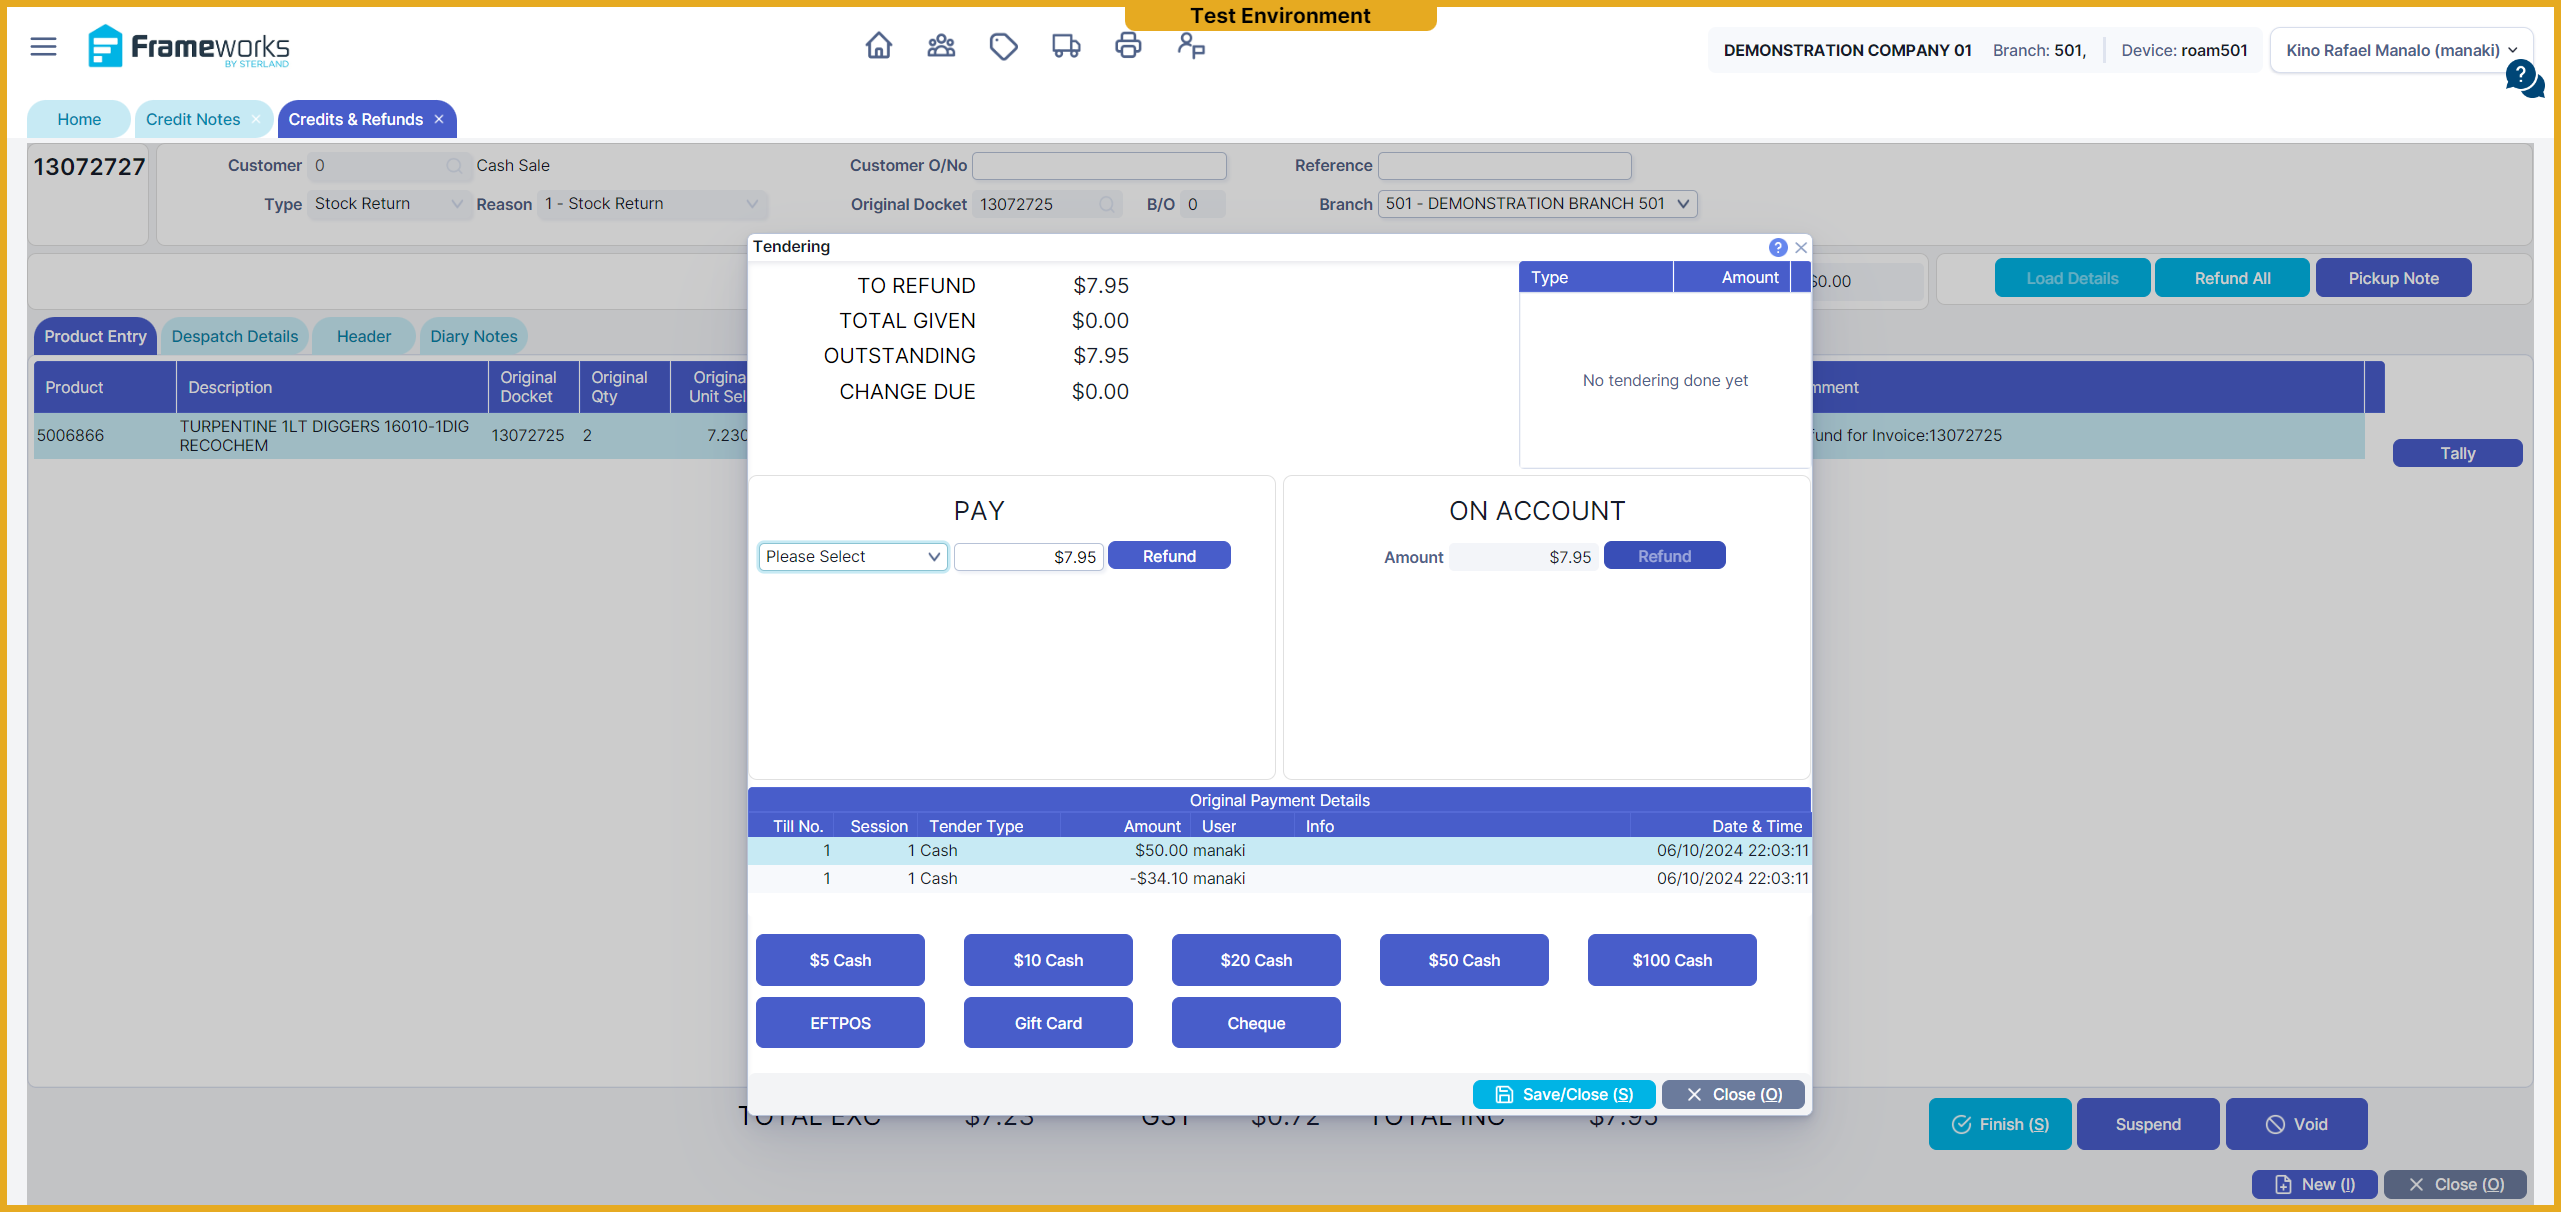 Test Environment
Frameworks
BY STERLAND
DEMONSTRATION COMPANY 01 Branch: 501, Device: roam501
Kino Rafael Manalo (manaki)
?
Home
Credit Notes ×
Credits & Refunds ×
13072727
Customer 0 Cash Sale
Customer O/No
Reference
Type Stock Return
Reason 1 - Stock Return
Original Docket 13072725
B/O 0
Branch 501 - DEMONSTRATION BRANCH 501
$0.00
Load Details
Refund All
Pickup Note
Product Entry
Despatch Details
Header
Diary Notes
Product
Description
Original Docket
Original Qty
Origina
Unit Sel
mment
5006866
TURPENTINE 1LT DIGGERS 16010-1DIG
RECOCHEM
13072725
2
7.230
und for Invoice:13072725
Tally
Tendering
?
TO REFUND $7.95
TOTAL GIVEN $0.00
OUTSTANDING $7.95
CHANGE DUE $0.00
Type Amount
No tendering done yet
PAY
Please Select
$7.95
Refund
ON ACCOUNT
Amount $7.95
Refund
Original Payment Details
Till No. Session Tender Type Amount User Info Date & Time
1 1 Cash $50.00 manaki 06/10/2024 22:03:11
1 1 Cash -$34.10 manaki 06/10/2024 22:03:11
$5 Cash
$10 Cash
$20 Cash
$50 Cash
$100 Cash
EFTPOS
Gift Card
Cheque
Save/Close (S)
Close (O)
TOTAL EXC $7.23 GST $0.72 TOTAL INC $7.95
Finish (S)
Suspend
Void
New (I)
Close (O)